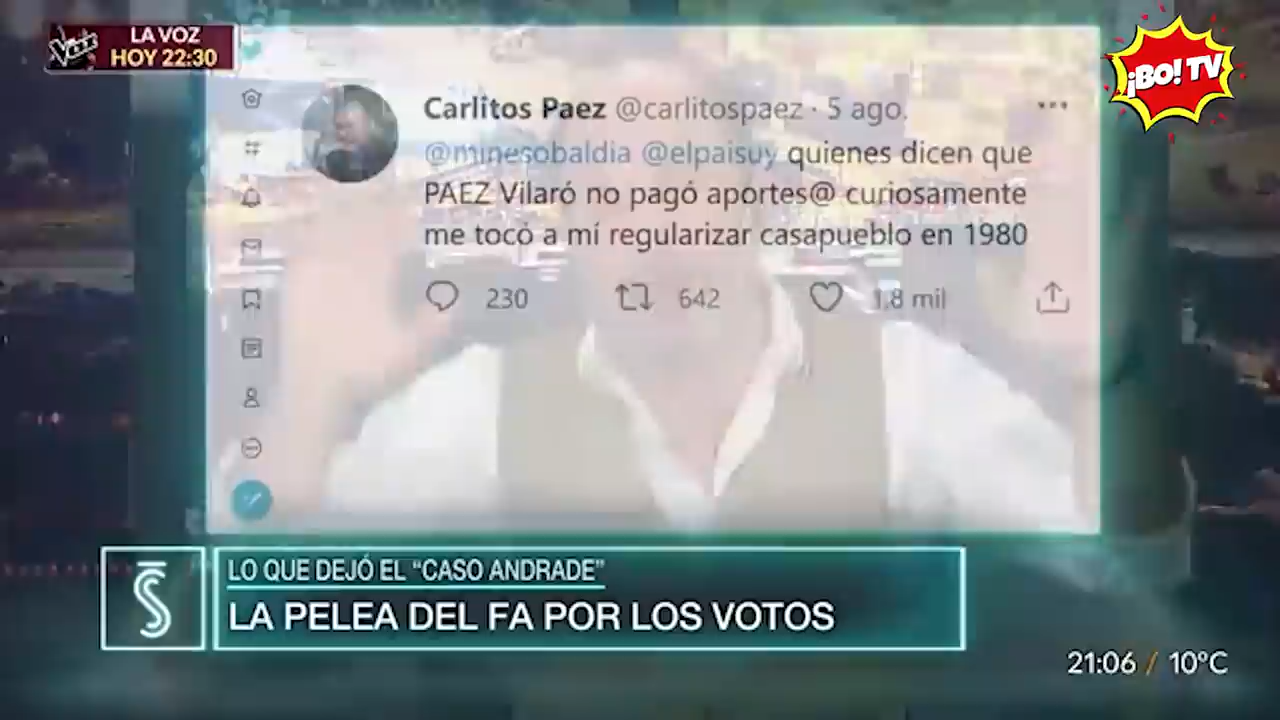 La Voz
LA VOZ
HOY 22:30
¡BO! TV
Carlitos Paez @carlitospaez · 5 ago.
@minesobaldia @elpaisuy quienes dicen que
PAEZ Vilaró no pagó aportes@ curiosamente
me tocó a mí regularizar casapueblo en 1980
230 642 1,8 mil
S
LO QUE DEJÓ EL “CASO ANDRADE”
LA PELEA DEL FA POR LOS VOTOS
21:06 / 10°C